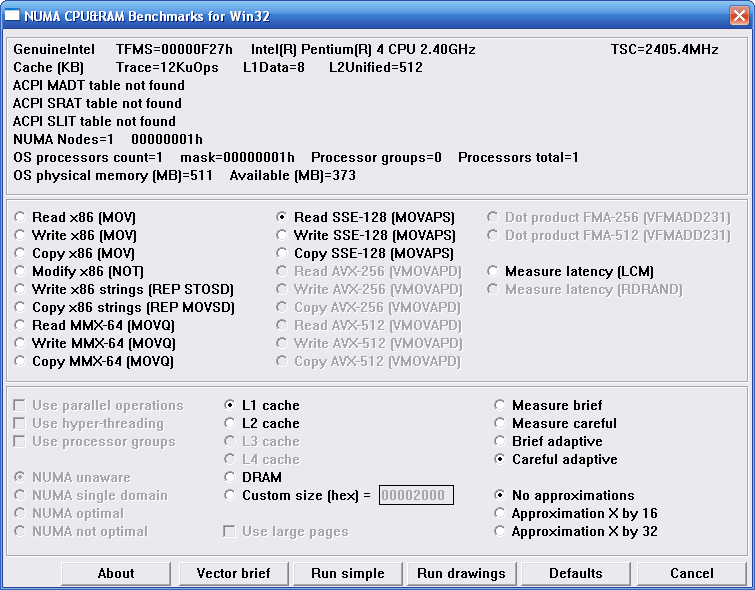 NUMA CPU&RAM Benchmarks for Win32
GenuineIntel TFMS=00000F27h Intel(R) Pentium(R) 4 CPU 2.40GHz TSC=2405.4MHz
Cache (KB) Trace=12KuOps L1Data=8 L2Unified=512
ACPI MADT table not found
ACPI SRAT table not found
ACPI SLIT table not found
NUMA Nodes=1 00000001h
OS processors count=1 mask=00000001h Processor groups=0 Processors total=1
OS physical memory (MB)=511 Available (MB)=373
Read x86 (MOV)
Write x86 (MOV)
Copy x86 (MOV)
Modify x86 (NOT)
Write x86 strings (REP STOSD)
Copy x86 strings (REP MOVSD)
Read MMX-64 (MOVQ)
Write MMX-64 (MOVQ)
Copy MMX-64 (MOVQ)
Read SSE-128 (MOVAPS)
Write SSE-128 (MOVAPS)
Copy SSE-128 (MOVAPS)
Read AVX-256 (VMOVAPD)
Write AVX-256 (VMOVAPD)
Copy AVX-256 (VMOVAPD)
Read AVX-512 (VMOVAPD)
Write AVX-512 (VMOVAPD)
Copy AVX-512 (VMOVAPD)
Dot product FMA-256 (VFMADD231)
Dot product FMA-512 (VFMADD231)
Measure latency (LCM)
Measure latency (RDRAND)
Use parallel operations
Use hyper-threading
Use processor groups
NUMA unaware
NUMA single domain
NUMA optimal
NUMA not optimal
L1 cache
L2 cache
L3 cache
L4 cache
DRAM
Custom size (hex) = 00002000
Use large pages
Measure brief
Measure careful
Brief adaptive
Careful adaptive
No approximations
Approximation X by 16
Approximation X by 32
About Vector brief Run simple Run drawings Defaults Cancel